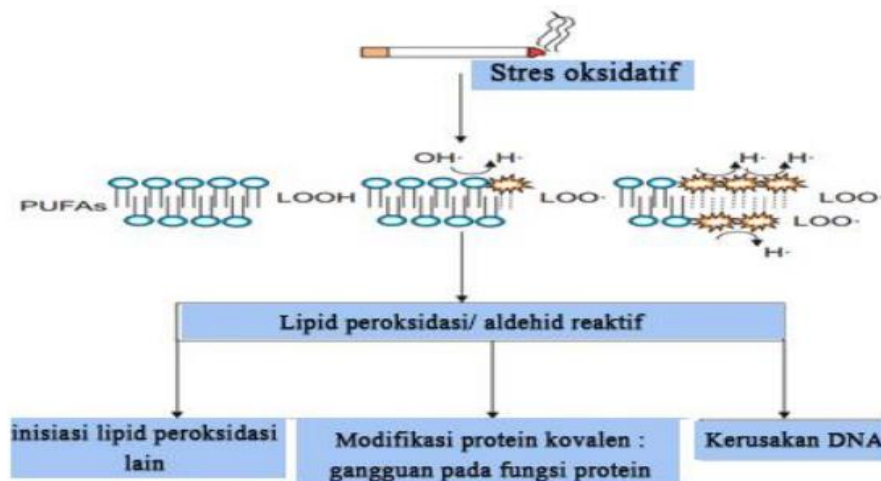 Stres oksidatif
OH· H· H· H·
PUFAs LOOH LOO· LOO·
LOO·
H·
Lipid peroksidasi/ aldehid reaktif
inisiasi lipid peroksidasi
lain
Modifikasi protein kovalen :
gangguan pada fungsi protein
Kerusakan DNA